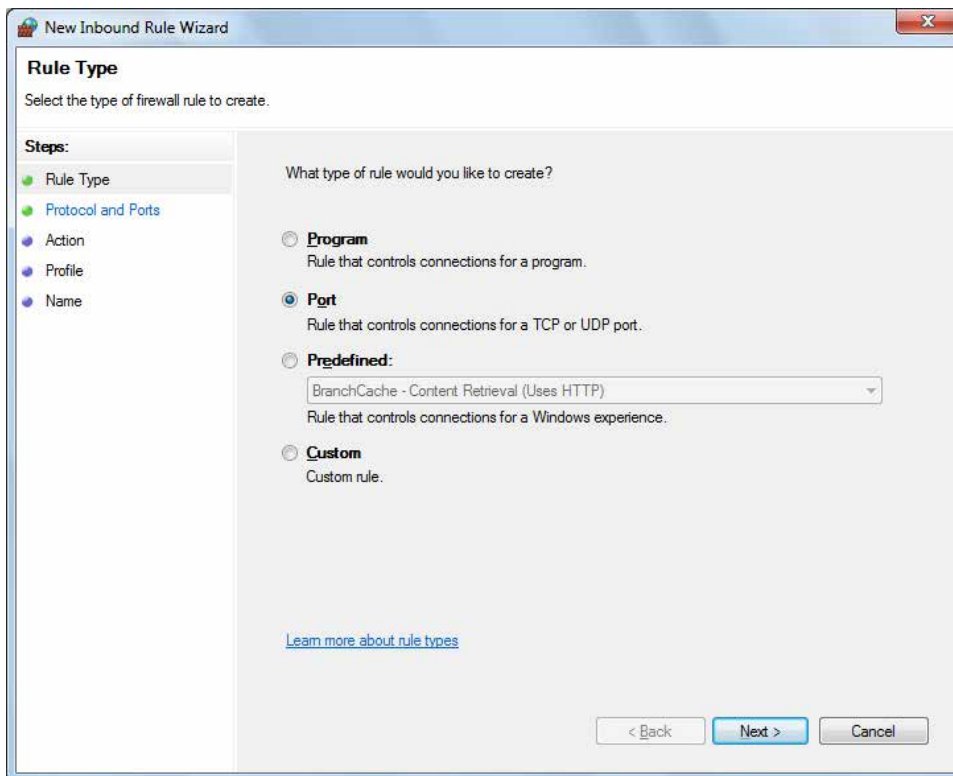 New Inbound Rule Wizard
Rule Type
Select the type of firewall rule to create.
Steps:
Rule Type
Protocol and Ports
Action
Profile
Name
What type of rule would you like to create?
Program
Rule that controls connections for a program.
Port
Rule that controls connections for a TCP or UDP port.
Predefined:
BranchCache - Content Retrieval (Uses HTTP)
Rule that controls connections for a Windows experience.
Custom
Custom rule.
Learn more about rule types
< Back Next > Cancel